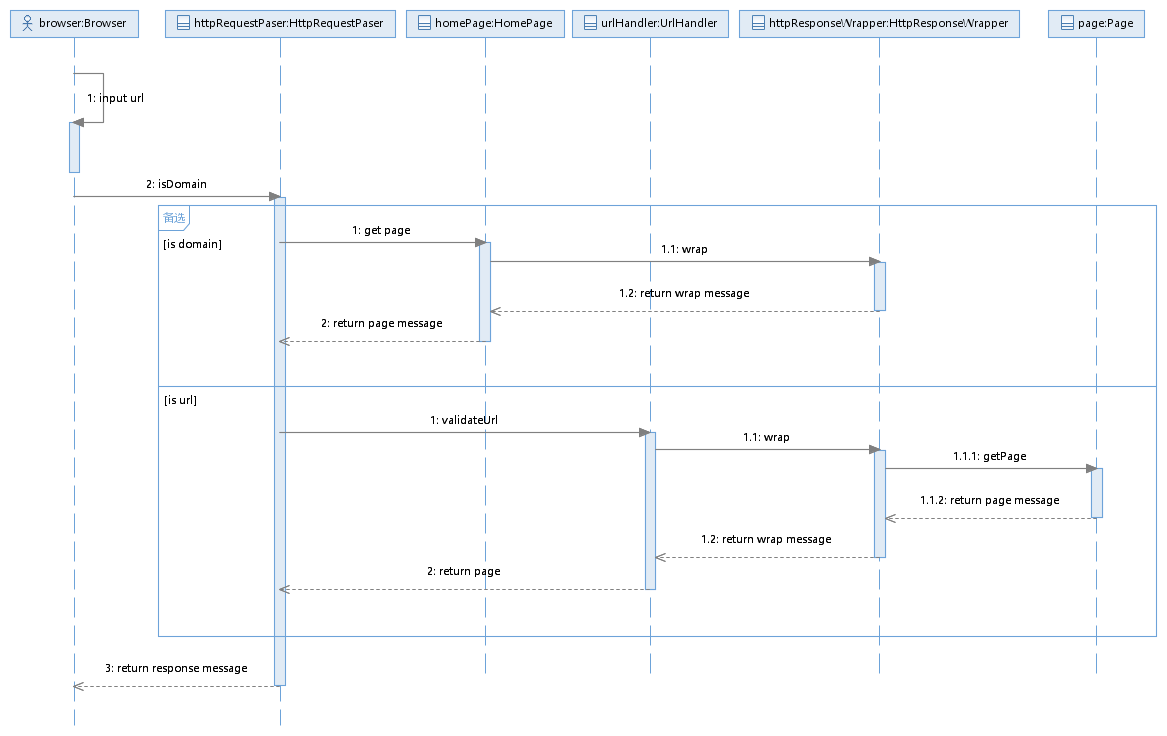 browser:Browser
httpRequestPaser:HttpRequestPaser
homePage:HomePage
urlHandler:UrlHandler
httpResponseWrapper:HttpResponseWrapper
page:Page
1: input url
2: isDomain
备选
[is domain]
1: get page
1.1: wrap
1.2: return wrap message
2: return page message
[is url]
1: validateUrl
1.1: wrap
1.1.1: getPage
1.1.2: return page message
1.2: return wrap message
2: return page
3: return response message